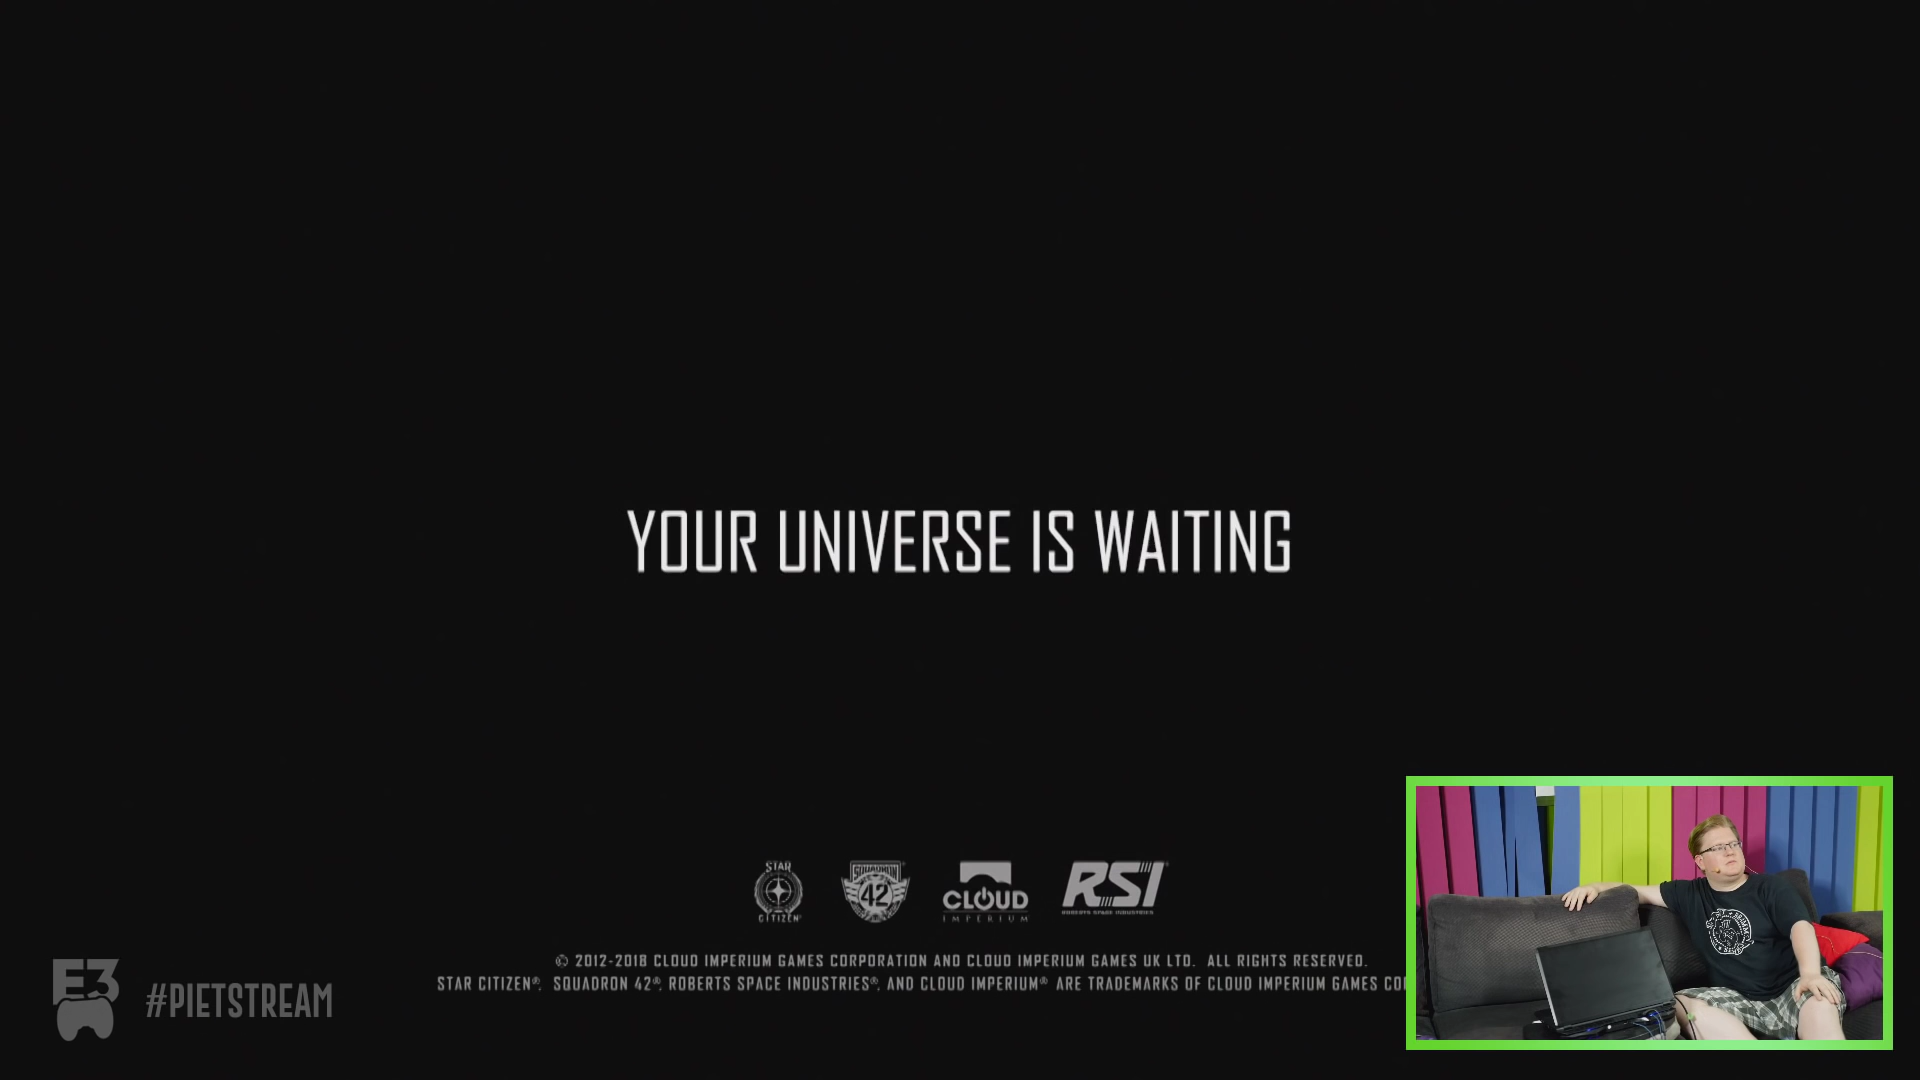 YOUR UNIVERSE IS WAITING
STAR
CITIZEN®
SQUADRON
42
CLOUD
IMPERIUM
RSI
ROBERTS SPACE INDUSTRIES
© 2012-2018 CLOUD IMPERIUM GAMES CORPORATION AND CLOUD IMPERIUM GAMES UK LTD. ALL RIGHTS RESERVED.
STAR CITIZEN®, SQUADRON 42®, ROBERTS SPACE INDUSTRIES®, AND CLOUD IMPERIUM® ARE TRADEMARKS OF CLOUD IMPERIUM GAMES CO
E3
#PIETSTREAM